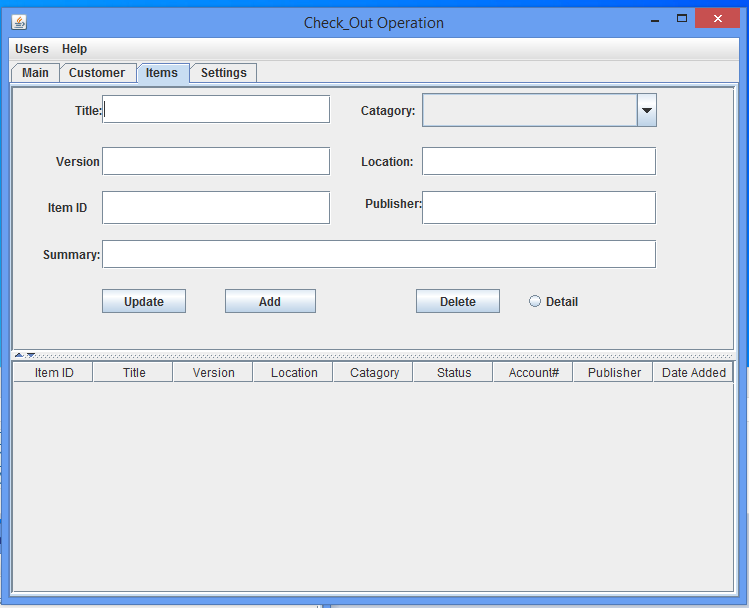 Check_Out Operation
Users Help
Main Customer Items Settings
Title: Catagory:
Version Location:
Item ID Publisher:
Summary:
Update Add Delete Detail
Item ID Title Version Location Catagory Status Account# Publisher Date Added